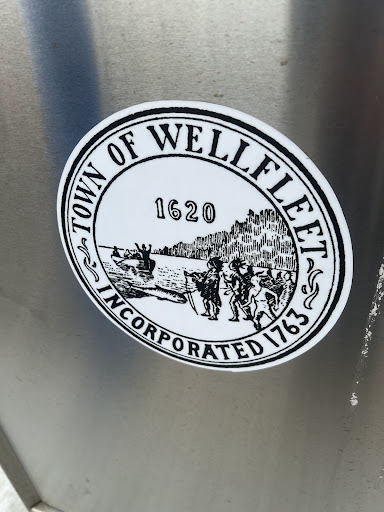 TOWN OF WELLFLEET
1620
INCORPORATED 1763